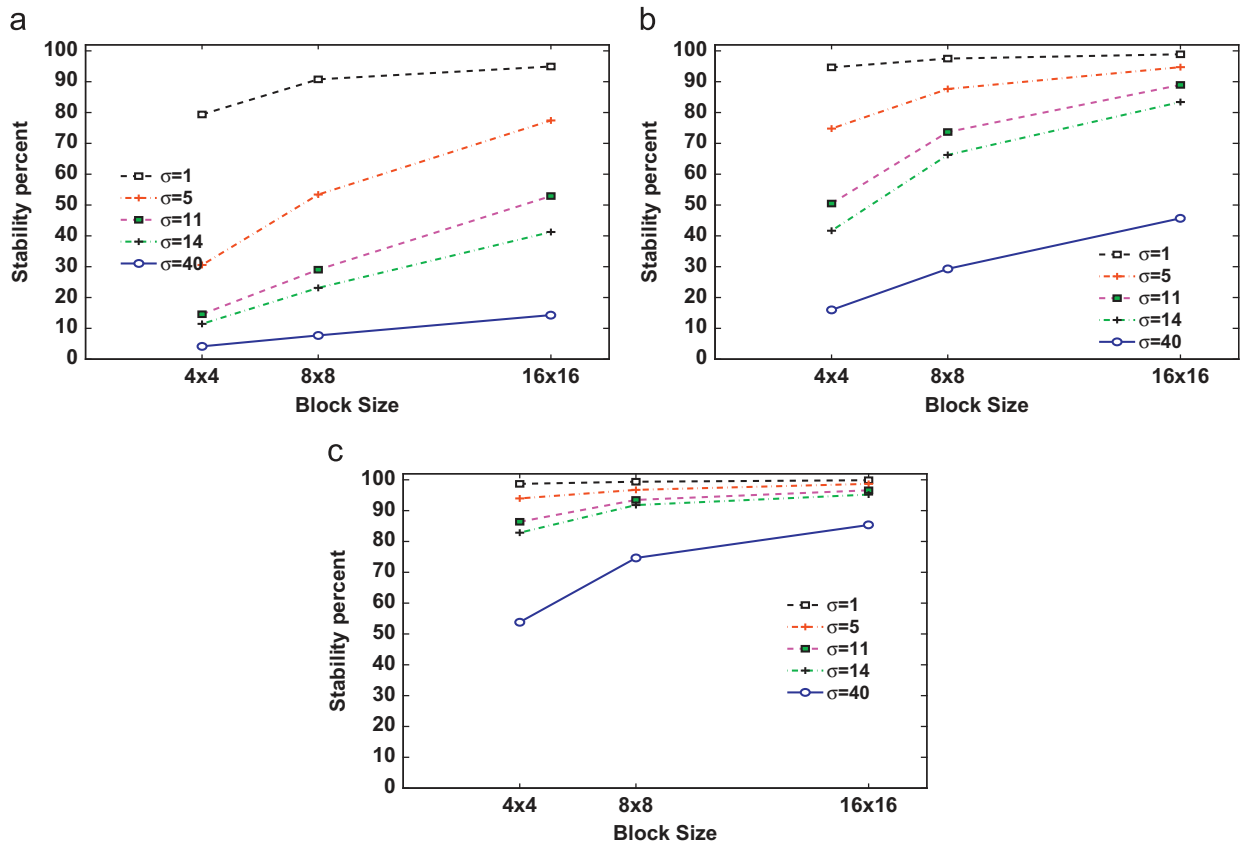 a
100
90
80
70
60
50
40
30
20
10
0
Stability percent
σ=1
σ=5
σ=11
σ=14
σ=40
4x4
8x8
16x16
Block Size
b
100
90
80
70
60
50
40
30
20
10
0
Stability percent
σ=1
σ=5
σ=11
σ=14
σ=40
4x4
8x8
16x16
Block Size
c
100
90
80
70
60
50
40
30
20
10
0
Stability percent
σ=1
σ=5
σ=11
σ=14
σ=40
4x4
8x8
16x16
Block Size